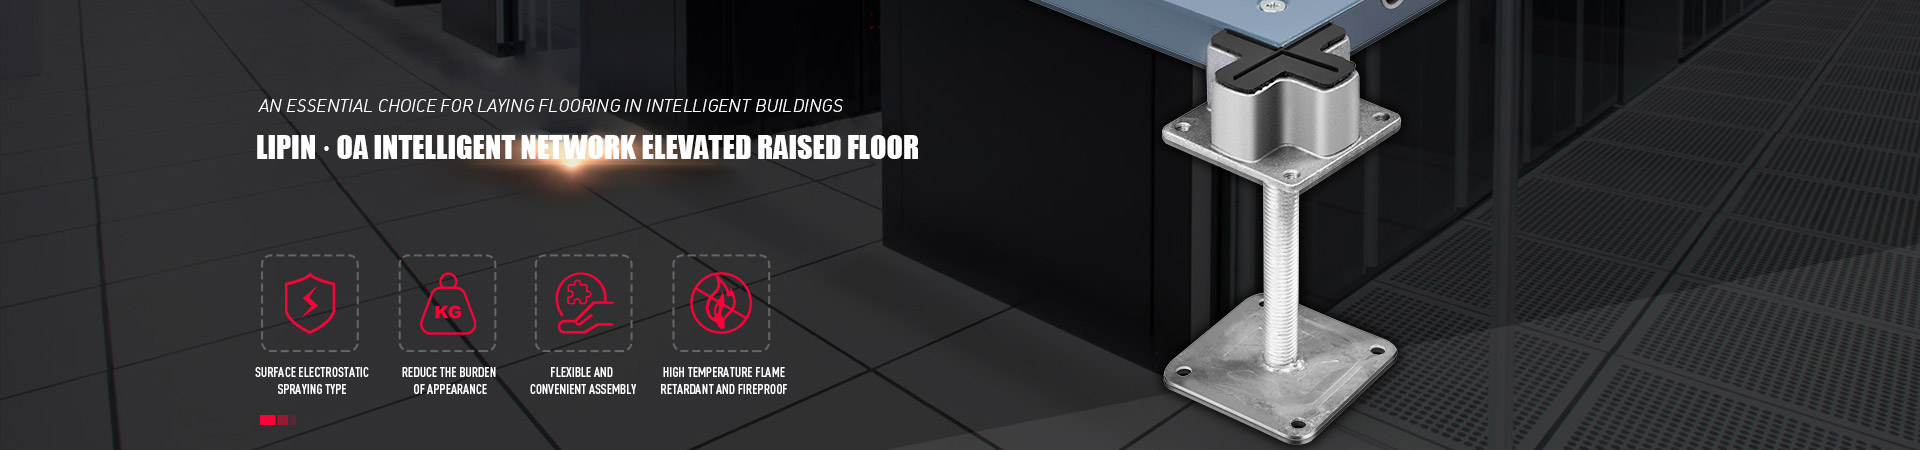 AN ESSENTIAL CHOICE FOR LAYING FLOORING IN INTELLIGENT BUILDINGS
LIPIN · OA INTELLIGENT NETWORK ELEVATED RAISED FLOOR
KG
SURFACE ELECTROSTATIC
SPRAYING TYPE
REDUCE THE BURDEN
OF APPEARANCE
FLEXIBLE AND
CONVENIENT ASSEMBLY
HIGH TEMPERATURE FLAME
RETARDANT AND FIREPROOF